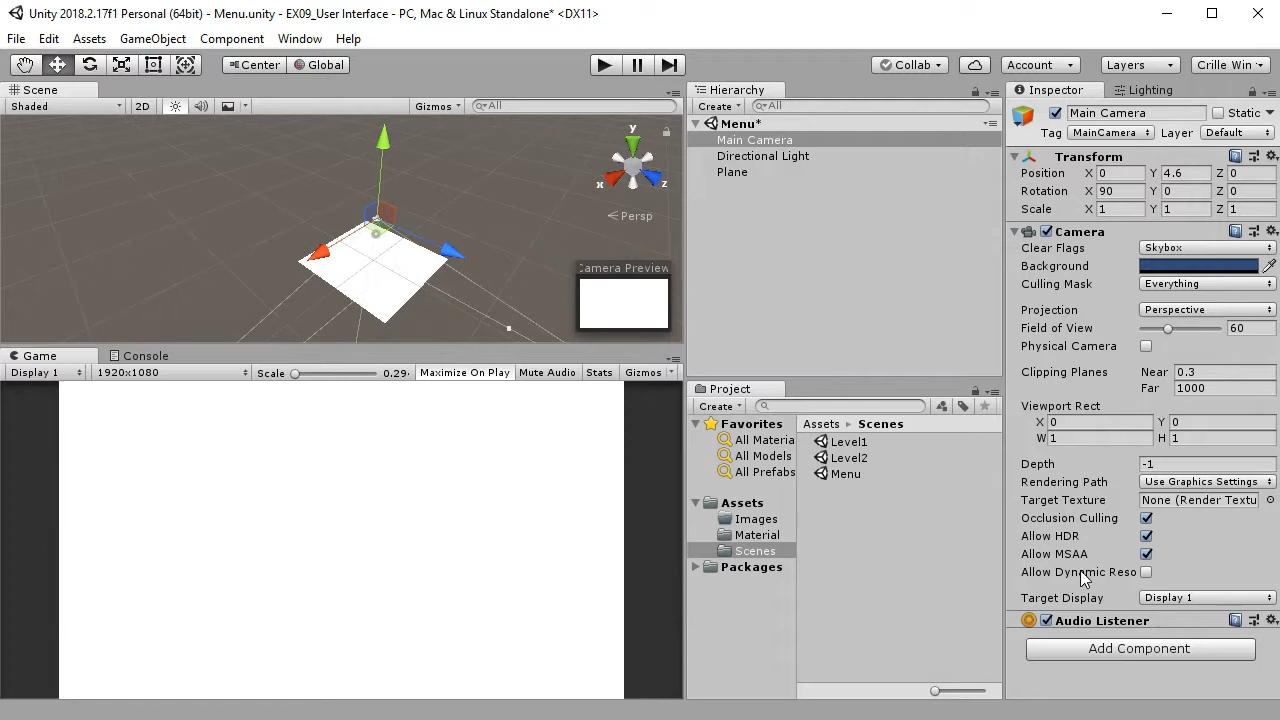 Unity 2018.2.17f1 Personal (64bit) - Menu.unity - EX09_User Interface - PC, Mac & Linux Standalone* <DX11>
File Edit Assets GameObject Component Window Help
Center Global Collab Account Layers Crille Win
Scene
Shaded 2D Gizmos All
y
x
z
Persp
Camera Preview
Game Console
Display 1 1920x1080 Scale 0.29 Maximize On Play Mute Audio Stats Gizmos
Hierarchy
Create All
Menu*
Main Camera
Directional Light
Plane
Project
Create
Favorites
All Materia
All Models
All Prefabs
Assets
Images
Material
Scenes
Packages
Assets Scenes
Level1
Level2
Menu
Inspector Lighting
Main Camera Static
Tag MainCamera Layer Default
Transform
Position X 0 Y 4.6 Z 0
Rotation X 90 Y 0 Z 0
Scale X 1 Y 1 Z 1
Camera
Clear Flags Skybox
Background
Culling Mask Everything
Projection Perspective
Field of View 60
Physical Camera
Clipping Planes Near 0.3
Far 1000
Viewport Rect
X 0 Y 0
W 1 H 1
Depth -1
Rendering Path Use Graphics Settings
Target Texture None (Render Textu
Occlusion Culling
Allow HDR
Allow MSAA
Allow Dynamic Reso
Target Display Display 1
Audio Listener
Add Component